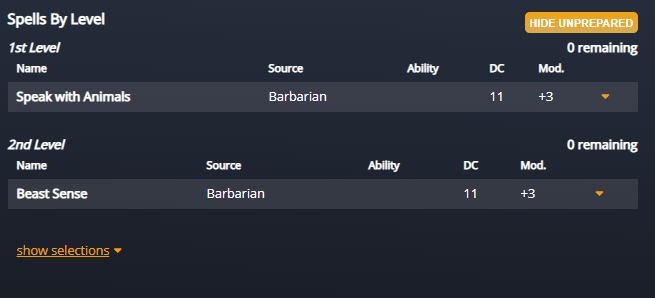 Spells By Level
HIDE UNPREPARED
1st Level 0 remaining
Name Source Ability DC Mod.
Speak with Animals Barbarian 11 +3
2nd Level 0 remaining
Name Source Ability DC Mod.
Beast Sense Barbarian 11 +3
show selections